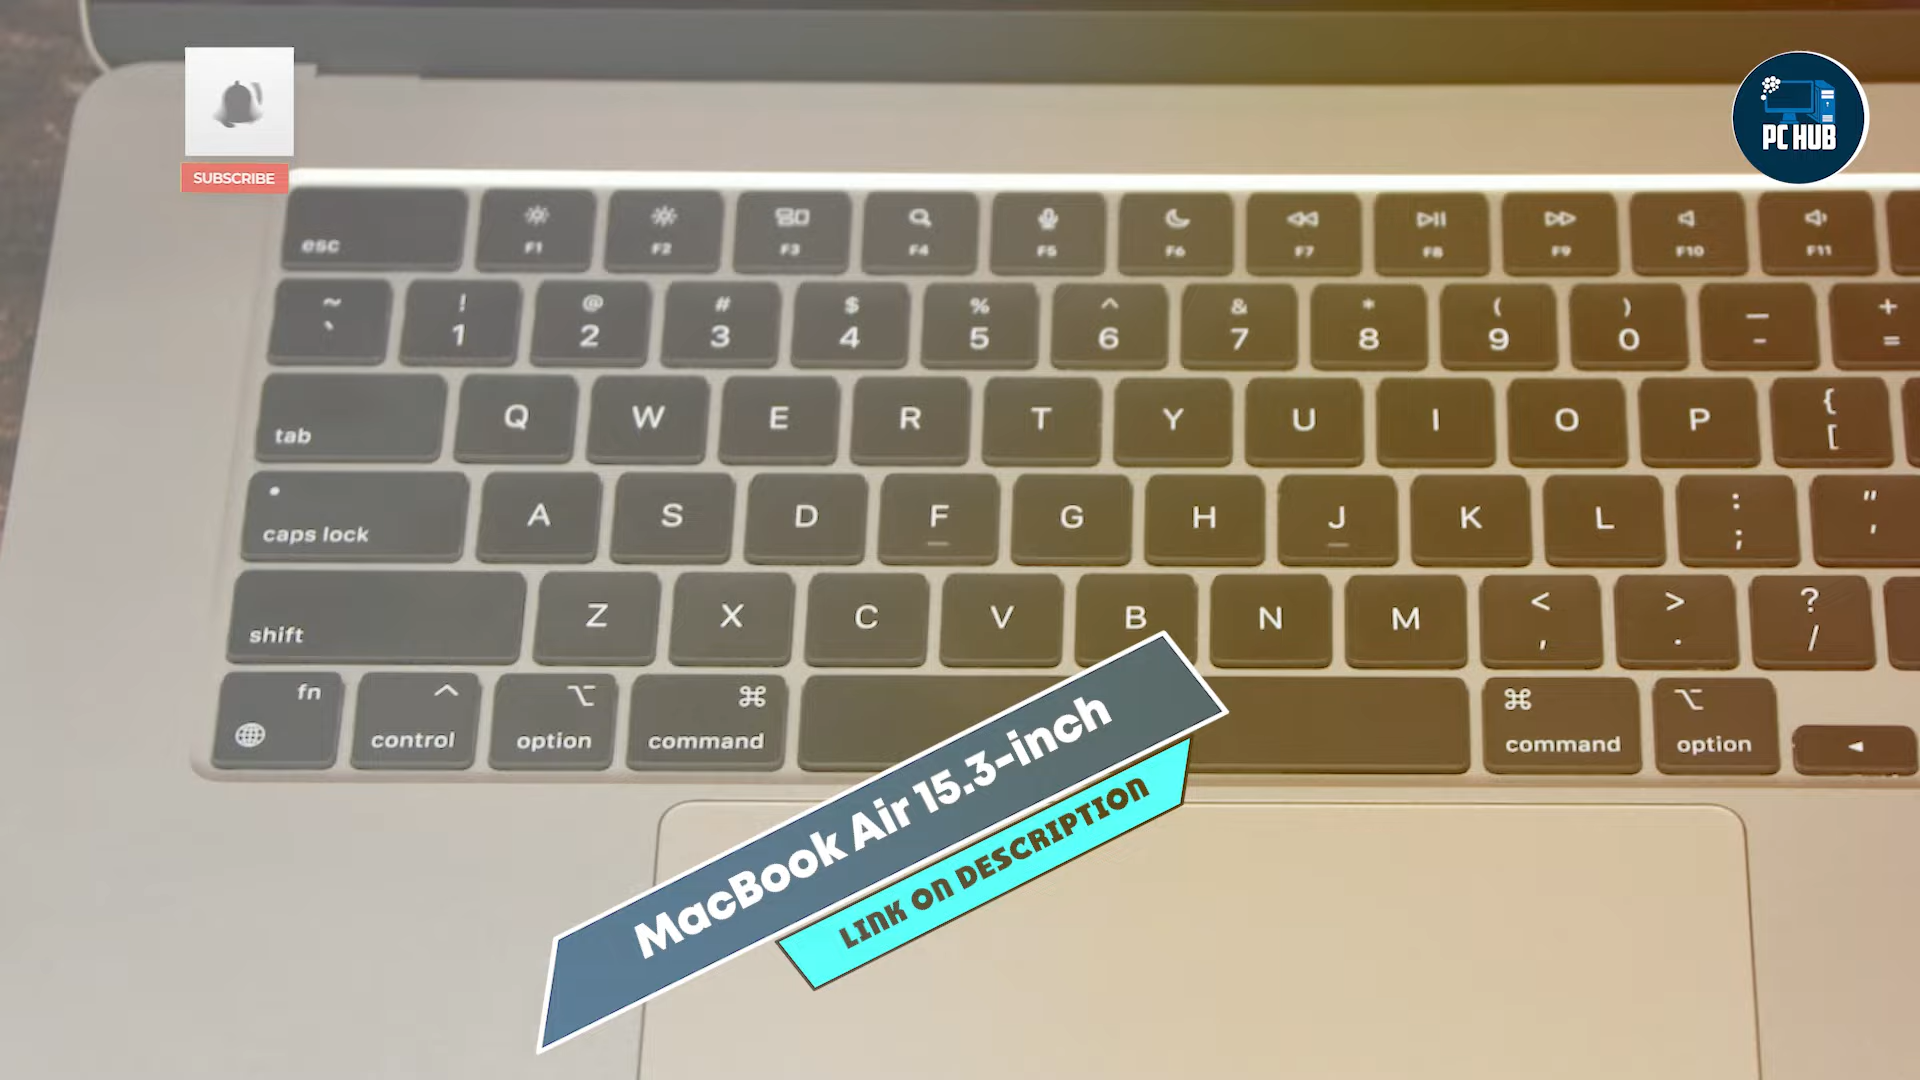 SUBSCRIBE
PC HUB
esc F1 F2 F3 F4 F5 F6 F7 F8 F9 F10 F11
~ ! @ # $ % ^ & * ( ) — +
` 1 2 3 4 5 6 7 8 9 0 - =
tab Q W E R T Y U I O P { [
caps lock A S D F G H J K L : ; " '
shift Z X C V B N M < , > . ? /
fn ^ ⌥ ⌘ ⌘ ⌥
control option command command option
MacBook Air 15.3-inch
LINK ON DESCRIPTION